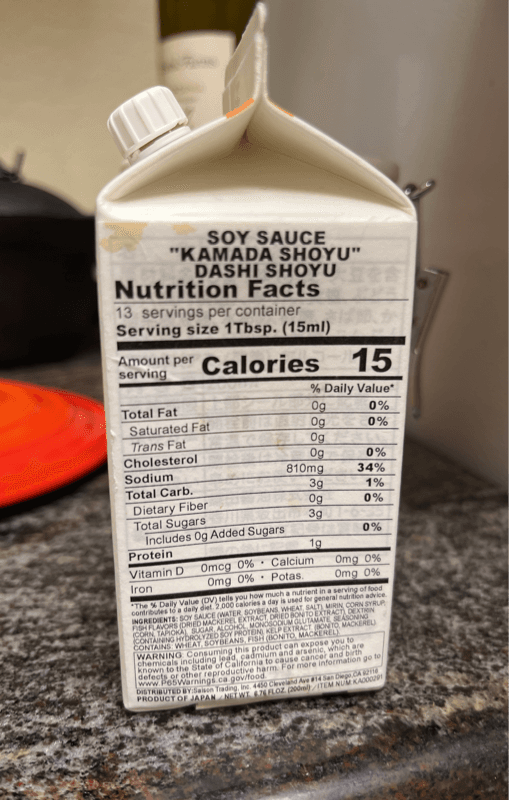 SOY SAUCE
"KAMADA SHOYU"
DASHI SHOYU
Nutrition Facts
13 servings per container
Serving size 1Tbsp. (15ml)
Amount per serving Calories 15
% Daily Value*
Total Fat 0g 0%
Saturated Fat 0g 0%
Trans Fat 0g
Cholesterol 0g 0%
Sodium 810mg 34%
Total Carb. 3g 1%
Dietary Fiber 0g 0%
Total Sugars 3g
Includes 0g Added Sugars 0%
Protein 1g
Vitamin D 0mcg 0% • Calcium 0mg 0%
Iron 0mg 0% • Potas. 0mg 0%
*The % Daily Value (DV) tells you how much a nutrient in a serving of food
contributes to a daily diet. 2,000 calories a day is used for general nutrition advice.
INGREDIENTS: SOY SAUCE (WATER, SOYBEANS, WHEAT, SALT), MIRIN, CORN SYRUP,
FISH FLAVORS (DRIED MACKEREL EXTRACT, DRIED BONITO EXTRACT), DEXTRIN
(CORN, TAPIOKA), SUGAR, ALCOHOL, MONOSODIUM GLUTAMATE, SEASONING
(CONTAINING HYDROLYZED SOY PROTEIN), KELP EXTRACT (BONITO, MACKEREL)
CONTAINS: WHEAT, SOYBEANS, FISH (BONITO, MACKEREL)
WARNING: Consuming this product can expose you to
chemicals including lead, cadmium and arsenic, which are
known to the State of California to cause cancer and birth
defects or other reproductive harm. For more information go to
www.P65Warnings.ca.gov/food.
DISTRIBUTED BY:Saison Trading, Inc. 4450 Cleveland Ave #14 San Diego,CA 92116
PRODUCT OF JAPAN NET WT. 6.76 FLOZ. (200ml) /ITEM NUM:KA000281